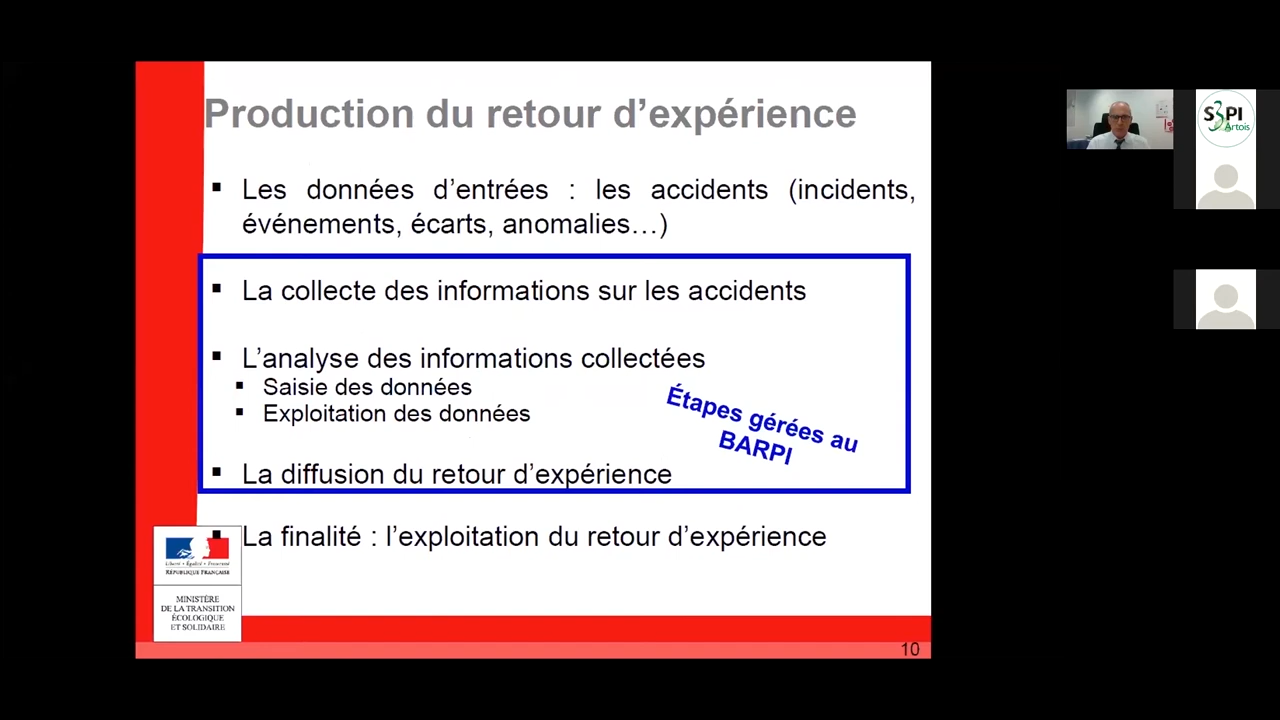 Production du retour d’expérience
Les données d’entrées : les accidents (incidents,
événements, écarts, anomalies…)
La collecte des informations sur les accidents
L’analyse des informations collectées
Saisie des données
Exploitation des données
Étapes gérées au
BARPI
La diffusion du retour d’expérience
La finalité : l’exploitation du retour d’expérience
Liberté • Égalité • Fraternité
RÉPUBLIQUE FRANÇAISE
MINISTÈRE
DE LA TRANSITION
ÉCOLOGIQUE
ET SOLIDAIRE
10
S3PI
Artois